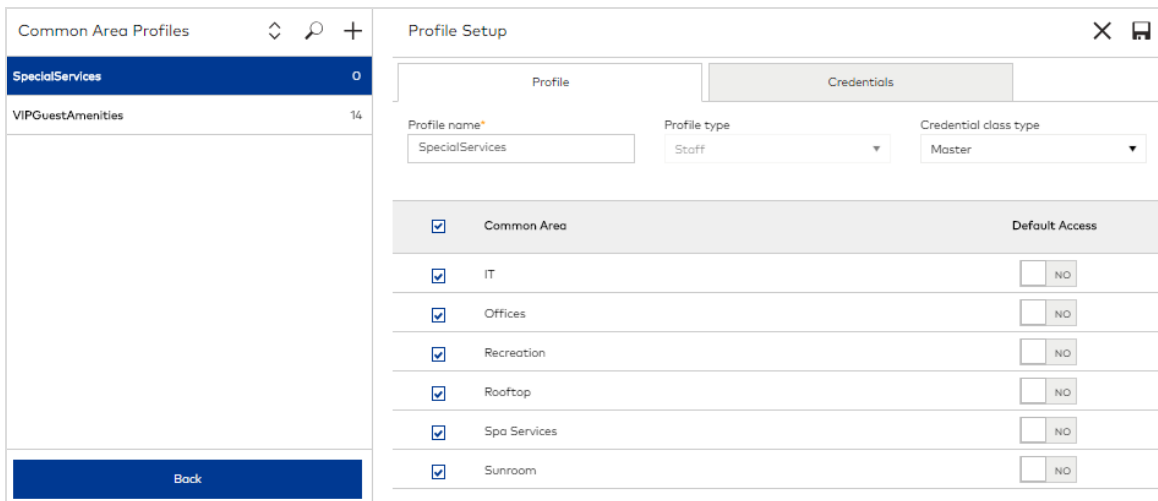 Common Area Profiles
SpecialServices 0
VIPGuestAmenities 14
Back
Profile Setup
Profile Credentials
Profile name* Profile type Credential class type
SpecialServices Staff Master
Common Area Default Access
IT NO
Offices NO
Recreation NO
Rooftop NO
Spa Services NO
Sunroom NO